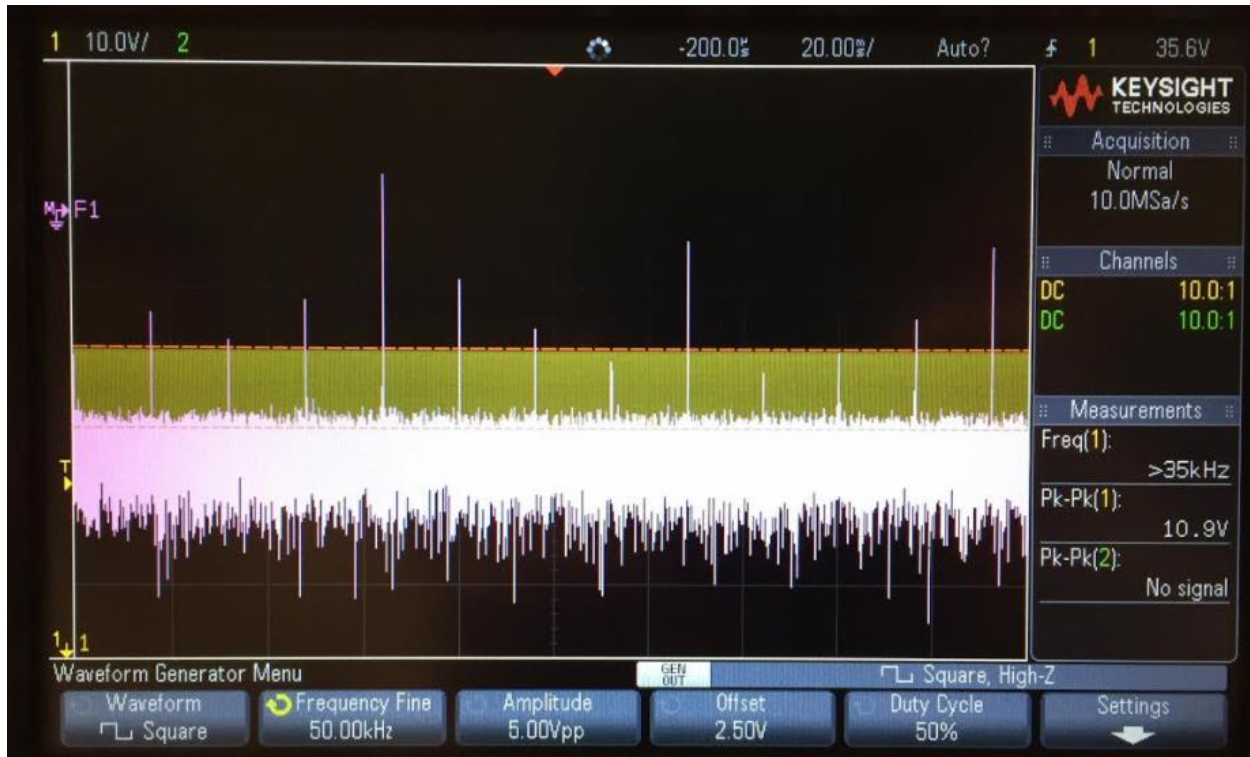 1 10.0V/ 2 -200.0µs 20.00ms/ Auto? 1 35.6V
KEYSIGHT
TECHNOLOGIES
Acquisition
Normal
10.0MSa/s
Channels
DC 10.0:1
DC 10.0:1
Measurements
Freq(1):
>35kHz
Pk-Pk(1):
10.9V
Pk-Pk(2):
No signal
M F1
T
1 1
Waveform Generator Menu GEN OUT Square, High-Z
Waveform
Square
Frequency Fine
50.00kHz
Amplitude
5.00Vpp
Offset
2.50V
Duty Cycle
50%
Settings